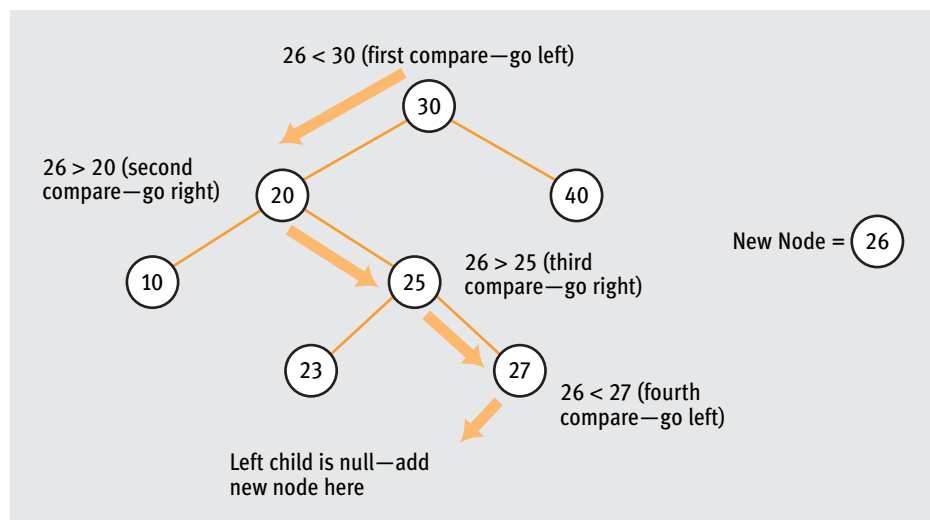 26 < 30 (first compare—go left)
30
26 > 20 (second
compare—go right)
20
40
New Node = 26
10
25
26 > 25 (third
compare—go right)
23
27
26 < 27 (fourth
compare—go left)
Left child is null—add
new node here